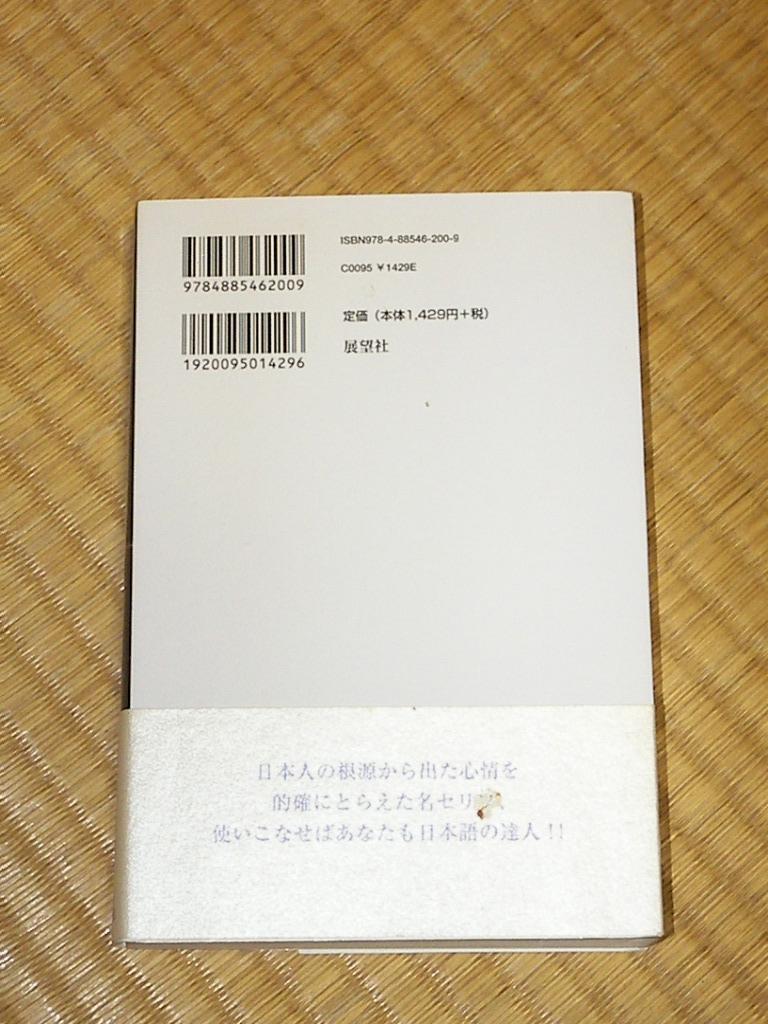 ISBN978-4-88546-200-9
C0095 ¥1429E
9784885462009
定価（本体1,429円+税）
展望社
1920095014296
日本人の根源から出た心情を
的確にとらえた名セリ
使いこなせばあなたも日本語の達人！！